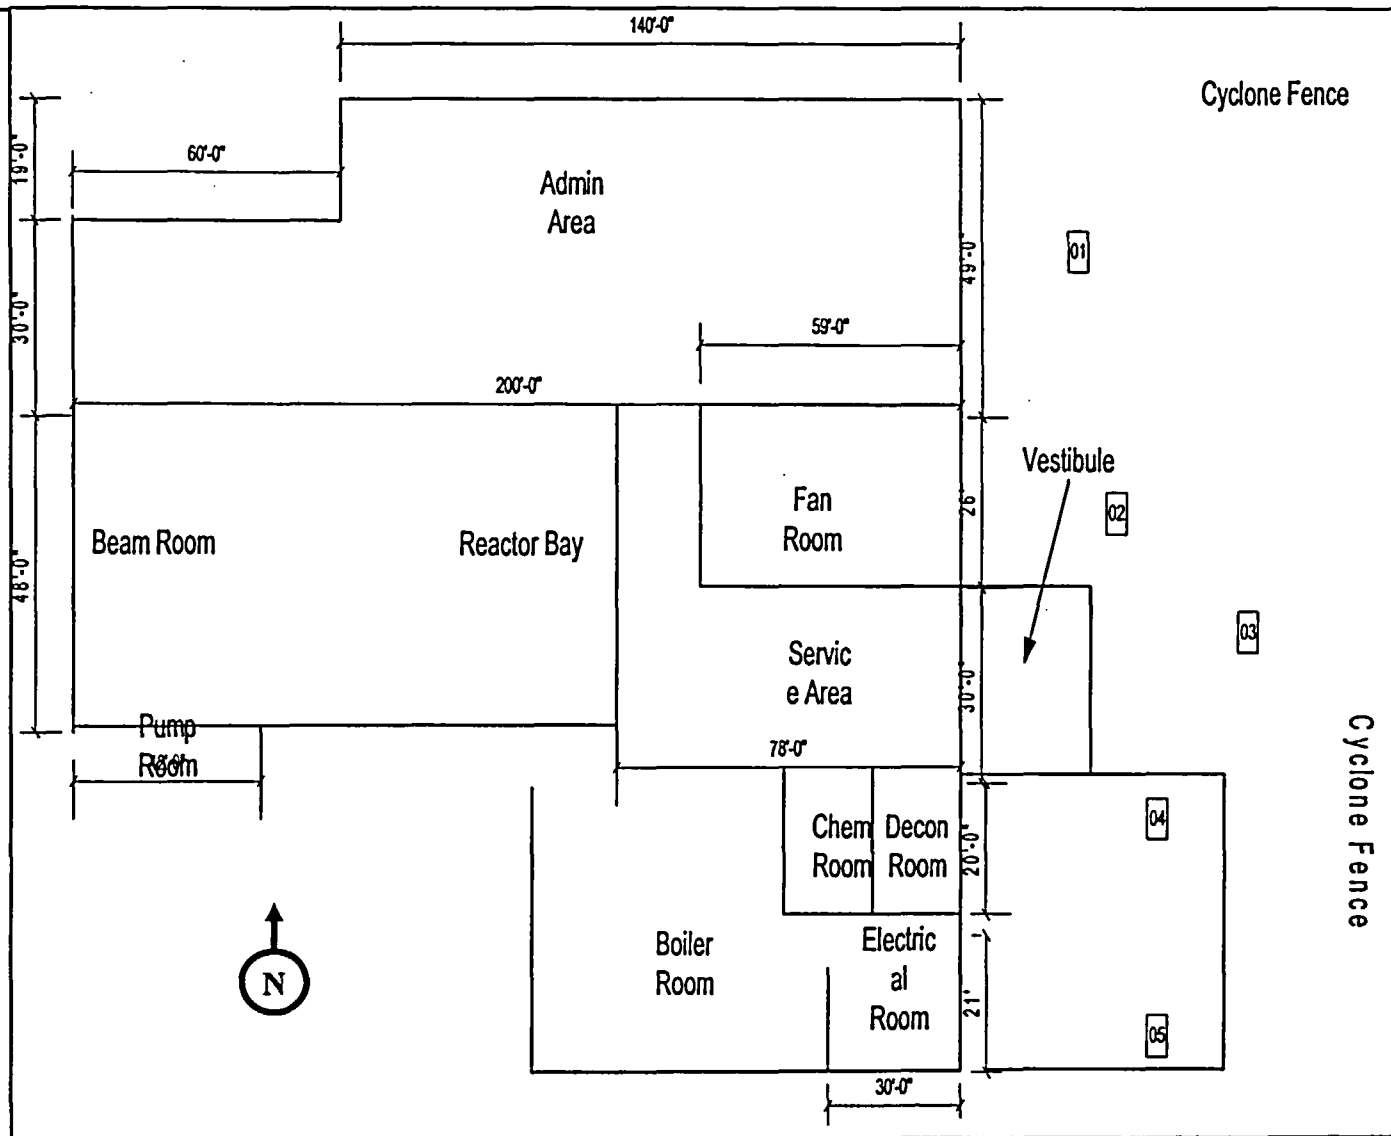 140'-0"
Cyclone Fence
19'-0"
60'-0"
Admin
Area
01
49'-0"
30'-0"
59'-0"
200'-0"
Vestibule
26'
02
Fan
Room
Beam Room
Reactor Bay
48'-0"
03
Servic
e Area
30'-0"
Pump
Room
78'-0"
Cyclone Fence
04
Chem
Room
Decon
Room
20'-0"
Boiler
Room
Electric
al
Room
N
21'
05
30'-0"